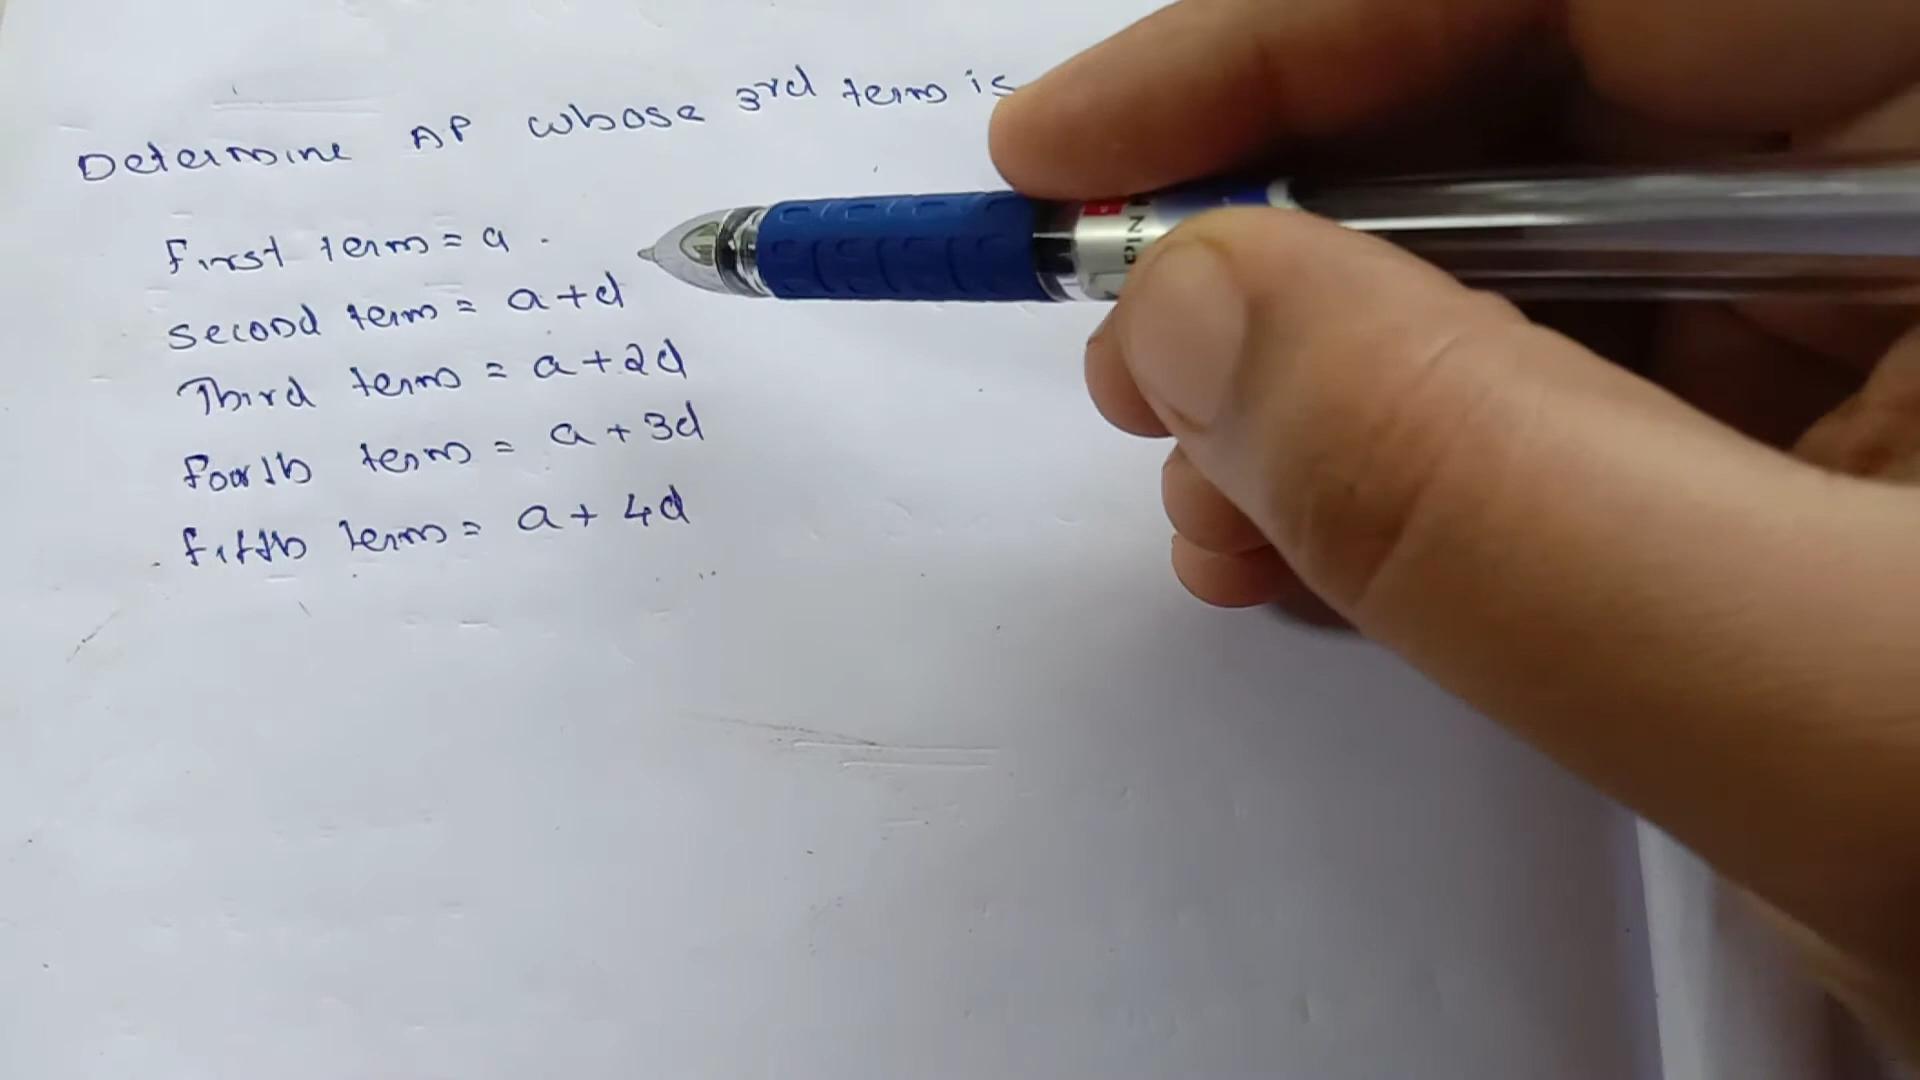 Determine AP whose 3rd term is
First term = a
Second term = a+d
Third term = a+2d
Fourth term = a+3d
Fifth term = a+4d